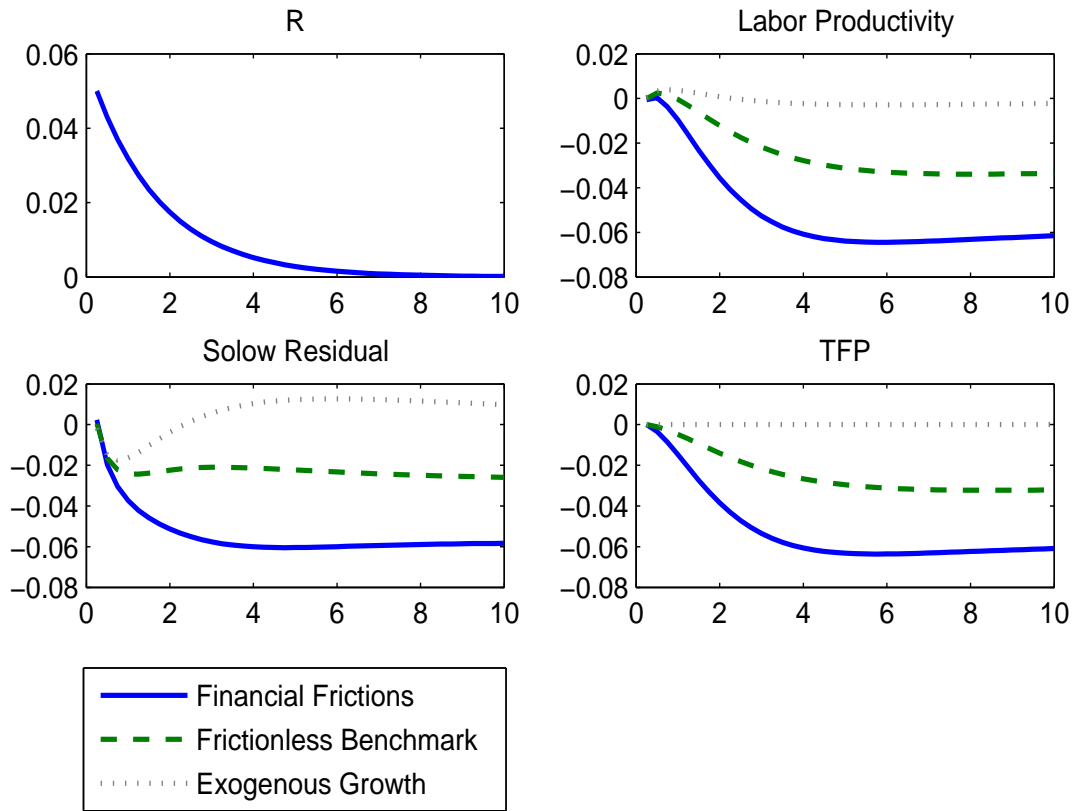 R
0.06
0.04
0.02
0
0 2 4 6 8 10
Labor Productivity
0.02
0
−0.02
−0.04
−0.06
−0.08
0 2 4 6 8 10
Solow Residual
0.02
0
−0.02
−0.04
−0.06
−0.08
0 2 4 6 8 10
TFP
0.02
0
−0.02
−0.04
−0.06
−0.08
0 2 4 6 8 10
Financial Frictions
Frictionless Benchmark
Exogenous Growth